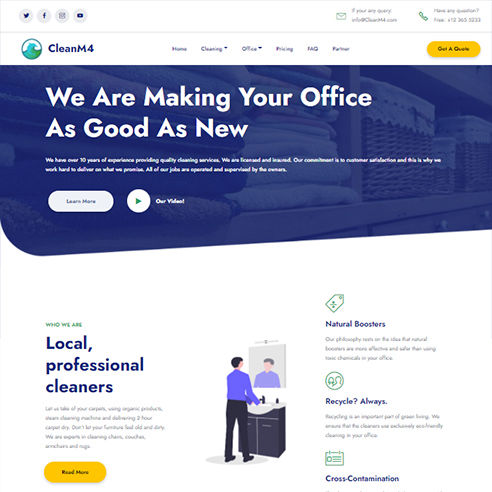 If your any query:
info@CleanM4.com
Have any question?
Free: +12 365 5233
CleanM4
Home
Cleaning
Office
Pricing
FAQ
Partner
Get A Quote
We Are Making Your Office
As Good As New
We have over 10 years of experience providing quality cleaning services. We are licensed and insured. Our commitment is to customer satisfaction and this is why we
work hard to deliver on what we promise. All of our jobs are operated and supervised by the owners.
Learn More
Our Video!
WHO WE ARE
Local,
professional
cleaners
Let us take of your carpets, using organic products,
steam cleaning machine and delivering 2-hour
carpet dry. Don't let your furniture feel old and dirty.
We are experts in cleaning chairs, couches,
armchairs and rugs.
Read More
Natural Boosters
Our philosophy rests on the idea that natural
boosters are more effective and safer than using
toxic chemicals in your office.
Recycle? Always.
Recycling is an important part of green living. We
ensure that the cleaners use exclusively eco-friendly
cleaning in your office.
Cross-Contamination